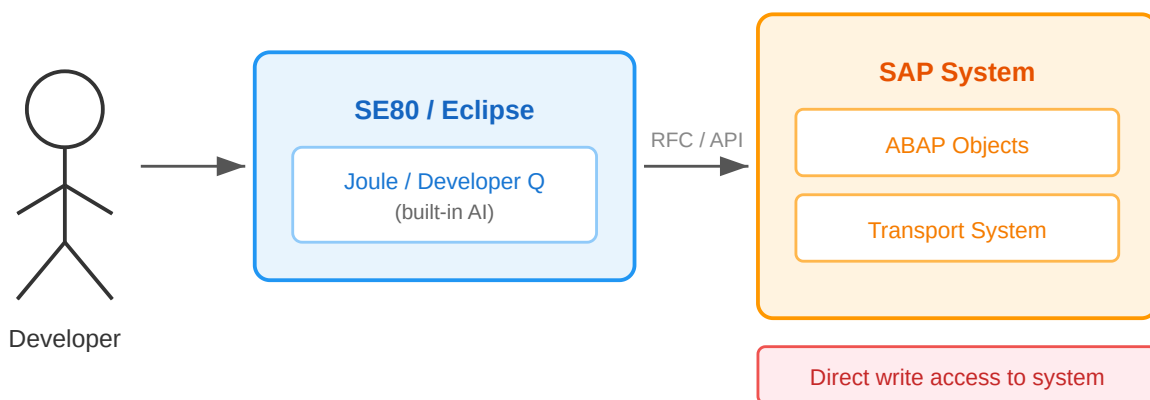 Developer
SE80 / Eclipse
Joule / Developer Q
(built-in AI)
RFC / API
SAP System
ABAP Objects
Transport System
Direct write access to system